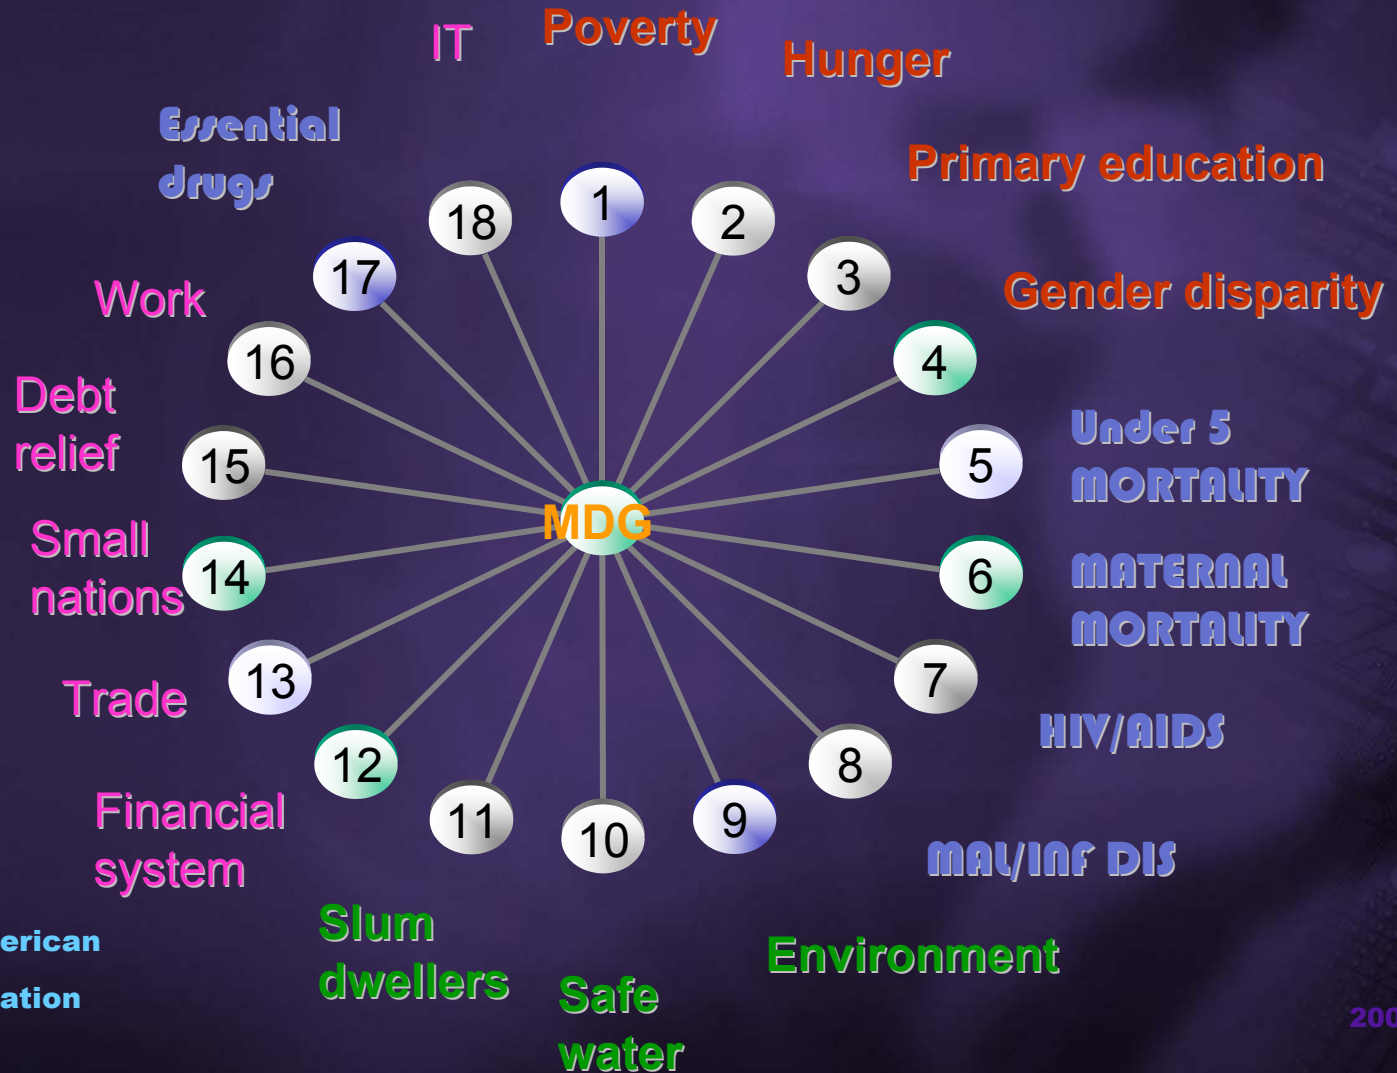 IT
Poverty
Hunger
Essential
drugs
Primary education
18
1
2
17
3
Work
Gender disparity
16
4
Debt
relief
15
5
Under 5
MORTALITY
MDG
Small
nations
14
6
MATERNAL
MORTALITY
13
7
Trade
HIV/AIDS
12
8
Financial
system
11
10
9
MAL/INF DIS
Slum
dwellers
Environment
Safe
water
erican
ation
200